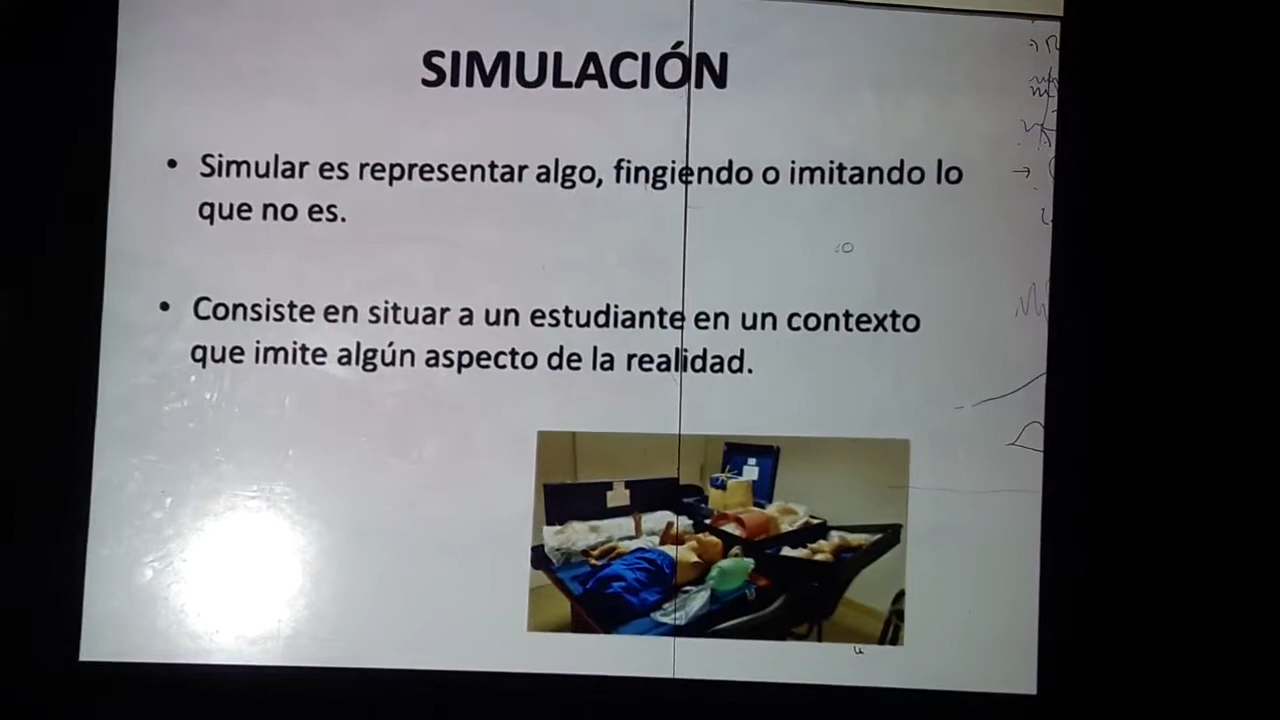 SIMULACIÓN
• Simular es representar algo, fingiendo o imitando lo
que no es.
• Consiste en situar a un estudiante en un contexto
que imite algún aspecto de la realidad.